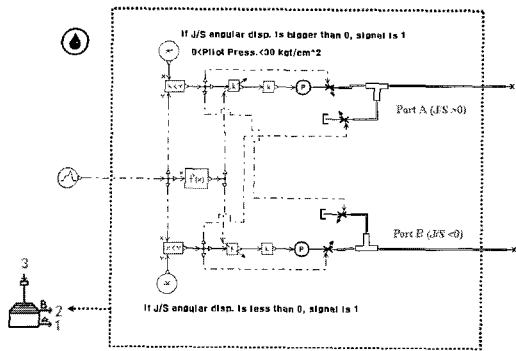 If J/S angular disp. is bigger than 0, signal is 1
0<Pilot Press.<30 kgf/cm^2
x
x<y
k
k
P
x
y
Port A (J/S >0)
x
f(x)
x
y
x<y
k
k
P
Port B (J/S <0)
x
3
B
2
A
1
If J/S angular disp. is less than 0, signal is 1